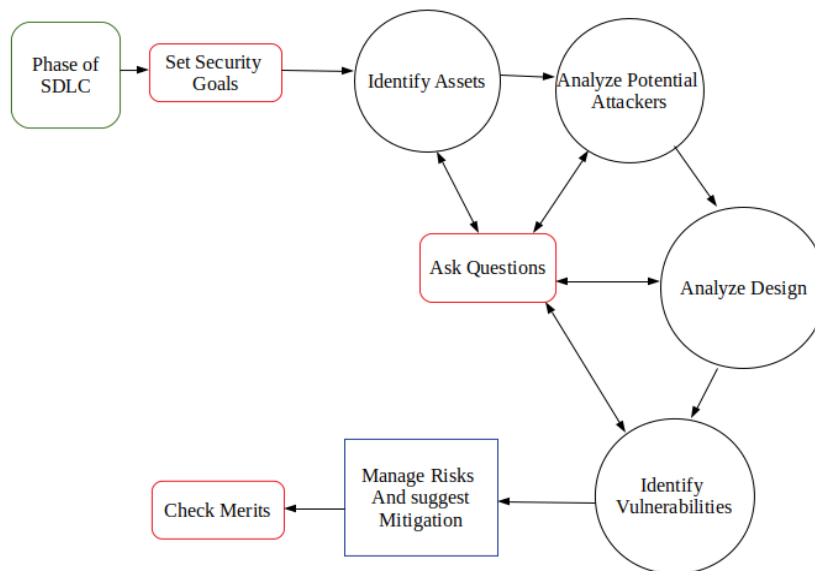 Phase of
SDLC
Set Security
Goals
Identify Assets
Analyze Potential
Attackers
Ask Questions
Analyze Design
Identify
Vulnerabilities
Manage Risks
And suggest
Mitigation
Check Merits